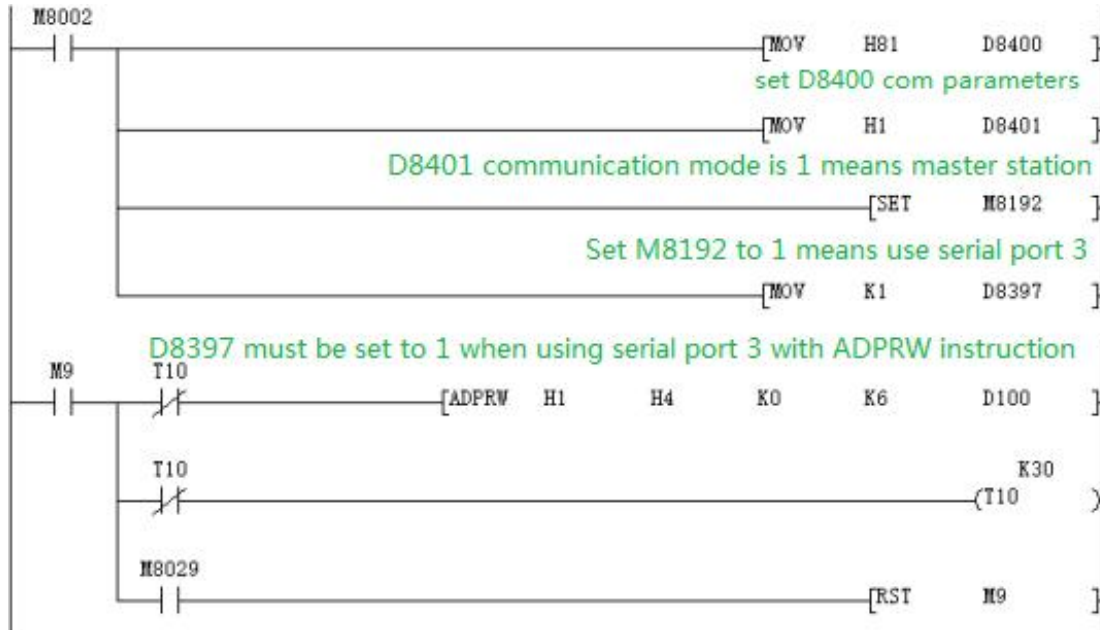 M8002
[MOV H81 D8400 ]
set D8400 com parameters
[MOV H1 D8401 ]
D8401 communication mode is 1 means master station
[SET M8192 ]
Set M8192 to 1 means use serial port 3
[MOV K1 D8397 ]
D8397 must be set to 1 when using serial port 3 with ADPRW instruction
M9 T10
[ADPRW H1 H4 K0 K6 D100 ]
T10 K30
(T10 )
M8029
[RST M9 ]